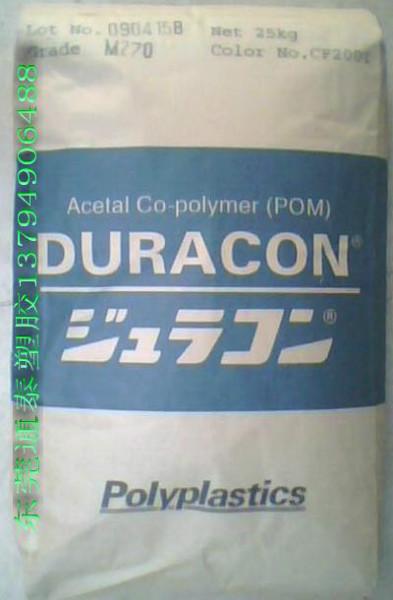 Lot No. 090415B Net 25kg
Grade M270 Color No.CF2001
Acetal Co-polymer (POM)
DURACON®
ジュラコン®
Polyplastics
东莞通泰塑胶13794906488